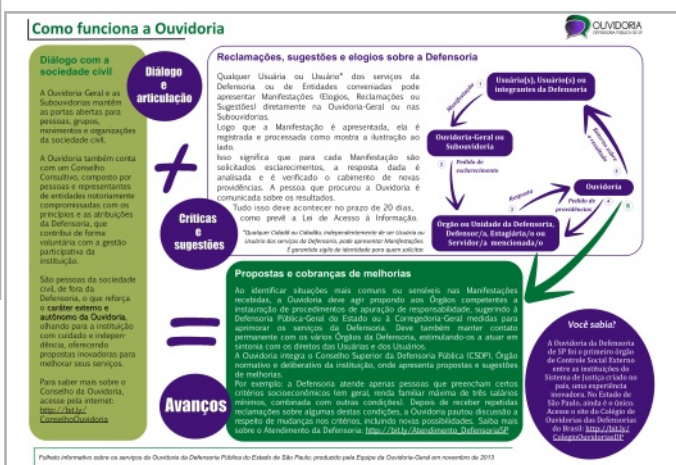 Como funciona a Ouvidoria
OUVIDORIA
DEFENSORIA PÚBLICA DE SP
Diálogo com a
sociedade civil
A Ouvidoria-Geral e as
Subouvidorias mantêm
as portas abertas para
pessoas, grupos,
movimentos e organizações
da sociedade civil.
A Ouvidoria também conta
com um Conselho
Consultivo, composto por
pessoas e representantes
de entidades notoriamente
compromissadas com os
princípios e as atribuições
da Defensoria, que
contribui de forma
voluntária com a gestão
participativa da
instituição.
São pessoas da sociedade
civil, de fora da
Defensoria, o que reforça
o caráter externo e
autônomo da Ouvidoria,
olhando para a instituição
com cuidado e indepen-
dência, oferecendo
propostas inovadoras para
melhorar seus serviços.
Para saber mais sobre o
Conselho da Ouvidoria,
acesse pela internet:
http://bit.ly/
ConselhoOuvidoria
Diálogo
e
articulação
+
Críticas
e
sugestões
=
Avanços
Reclamações, sugestões e elogios sobre a Defensoria
Qualquer Usuária ou Usuário* dos serviços da
Defensoria ou de Entidades conveniadas pode
apresentar Manifestações (Elogios, Reclamações ou
Sugestões) diretamente na Ouvidoria-Geral ou nas
Subouvidorias.
Logo que a Manifestação é apresentada, ela é
registrada e processada como mostra a ilustração ao
lado.
Isso significa que para cada Manifestação são
solicitados esclarecimentos, a resposta dada é
analisada e é verificado o cabimento de novas
providências. A pessoa que procurou a Ouvidoria é
comunicada sobre os resultados.
Tudo isso deve acontecer no prazo de 20 dias,
como prevê a Lei de Acesso à Informação.
*Qualquer Cidadã ou Cidadão, independentemente de ser Usuária ou
Usuário dos serviços da Defensoria, pode apresentar Manifestações.
É garantido sigilo de identidade para quem solicitar.
Usuária(s), Usuário(s) ou
integrantes da Defensoria
Manifestação
1
Ouvidoria-Geral ou
Subouvidoria
2
Pedido de
esclarecimento
Órgão ou Unidade da Defensoria,
Defensor/a, Estagiária/o ou
Servidor/a mencionada/o
Resposta
3
Ouvidoria
4
Pedido de
providências
5
Retorno sobre
o resultado
6
Propostas e cobranças de melhorias
Ao identificar situações mais comuns ou sensíveis nas Manifestações
recebidas, a Ouvidoria deve agir propondo aos Órgãos competentes a
instauração de procedimentos de apuração de responsabilidade, sugerindo à
Defensoria Pública-Geral do Estado ou à Corregedoria-Geral medidas para
aprimorar os serviços da Defensoria. Deve também manter contato
permanente com os vários Órgãos da Defensoria, estimulando-os a atuar em
sintonia com os direitos das Usuárias e dos Usuários.
A Ouvidoria integra o Conselho Superior da Defensoria Pública (CSDP), Órgão
normativo e deliberativo da instituição, onde apresenta propostas e sugestões
de melhorias.
Por exemplo: a Defensoria atende apenas pessoas que preencham certos
critérios socioeconômicos (em geral, renda familiar máxima de três salários
mínimos, combinada com outras condições). Depois de receber repetidas
reclamações sobre algumas destas condições, a Ouvidoria pautou discussão a
respeito de mudanças nos critérios, incluindo novas possibilidades. Saiba mais
sobre o Atendimento da Defensoria: http://bit.ly/Atendimento_DefensoriaSP
Você sabia?
A Ouvidoria da Defensoria
de SP foi o primeiro órgão
de Controle Social Externo
entre as instituições do
Sistema de Justiça criado no
país, uma experiência
inovadora. No Estado de
São Paulo, ainda é o único.
Acesse o site do Colégio de
Ouvidorias das Defensorias
do Brasil: http://bit.ly/
ColegioOuvidoriasDP
Folheto informativo sobre os serviços da Ouvidoria da Defensoria Pública do Estado de São Paulo; produzido pela Equipe da Ouvidoria-Geral em novembro de 2013